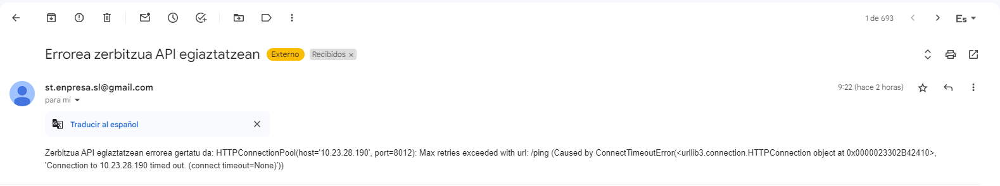 1 de 693
Es
Errorea zerbitzua API egiaztatzean Externo Recibidos ×
st.enpresa.sl@gmail.com 9:22 (hace 2 horas)
para mí
Traducir al español
Zerbitzua API egiaztatzean errorea gertatu da: HTTPConnectionPool(host='10.23.28.190', port=8012): Max retries exceeded with url: /ping (Caused by ConnectTimeoutError(<urllib3.connection.HTTPConnection object at 0x0000023302B42410>,
'Connection to 10.23.28.190 timed out. (connect timeout=None)'))